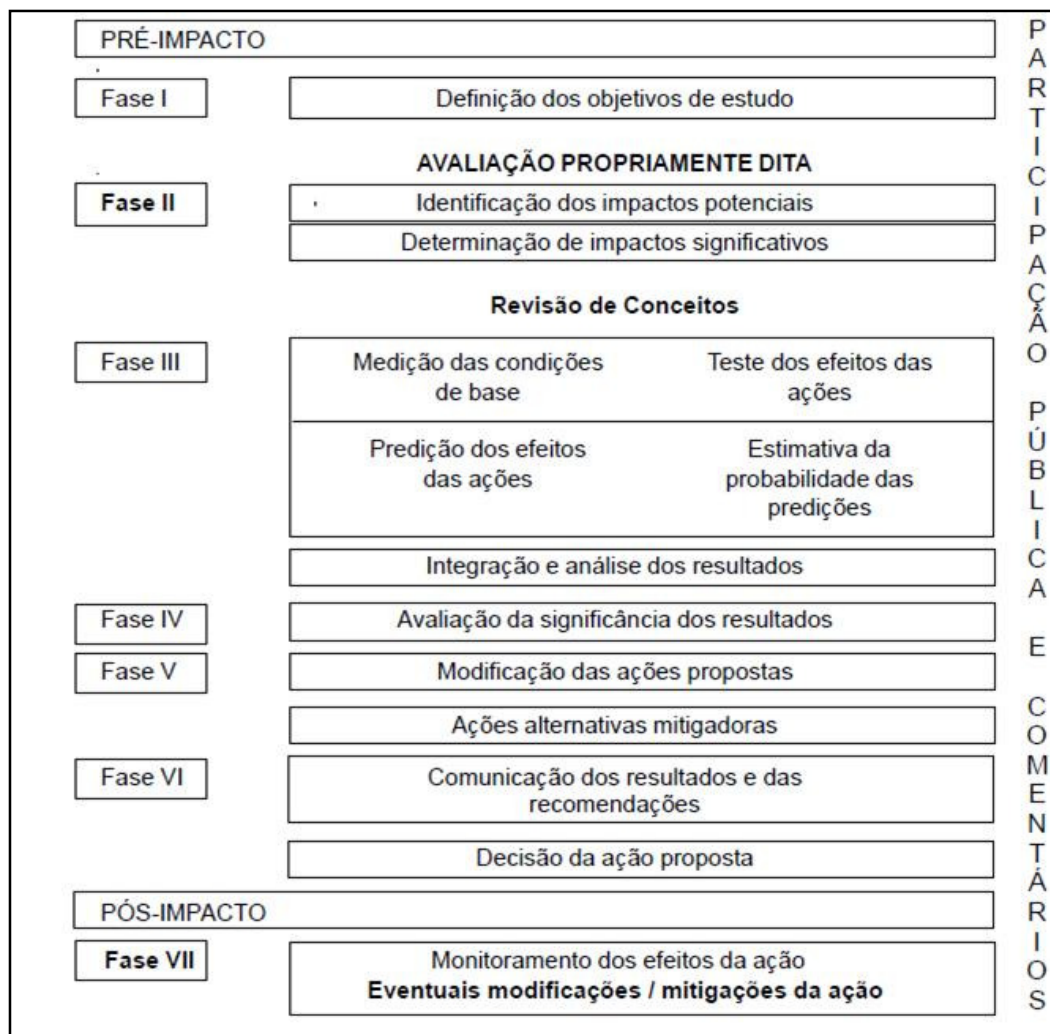 PRÉ-IMPACTO
Fase I
Definição dos objetivos de estudo
AVALIAÇÃO PROPRIAMENTE DITA
Fase II
Identificação dos impactos potenciais
Determinação de impactos significativos
Revisão de Conceitos
Fase III
Medição das condições
de base
Teste dos efeitos das
ações
Predição dos efeitos
das ações
Estimativa da
probabilidade das
predições
Integração e análise dos resultados
Fase IV
Avaliação da significância dos resultados
Fase V
Modificação das ações propostas
Ações alternativas mitigadoras
Fase VI
Comunicação dos resultados e das
recomendações
Decisão da ação proposta
PÓS-IMPACTO
Fase VII
Monitoramento dos efeitos da ação
Eventuais modificações / mitigações da ação
PARTICIPAÇÃO PÚBLICA E COMENTÁRIOS